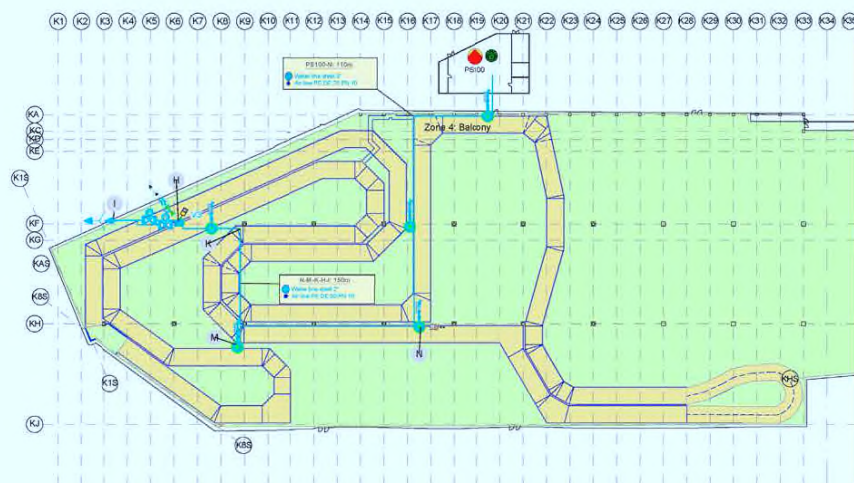 K1 K2 K3 K4 K5 K6 K7 K8 K9 K10 K11 K12 K13 K14 K15 K16 K17 K18 K19 K20 K21 K22 K23 K24 K25 K26 K27 K28 K29 K30 K31 K32 K33 K34 K35
PS100-N: 110m
Water line steel 2"
PS100
KA
Zone 4: Balcony
KC
KD
KE
K1S
H
I
KF
K
KG
KAS
N-M-K-H-I: 150m
Water line steel 2"
K8S
KH
M
N
K1S
KHS
KJ
K8S